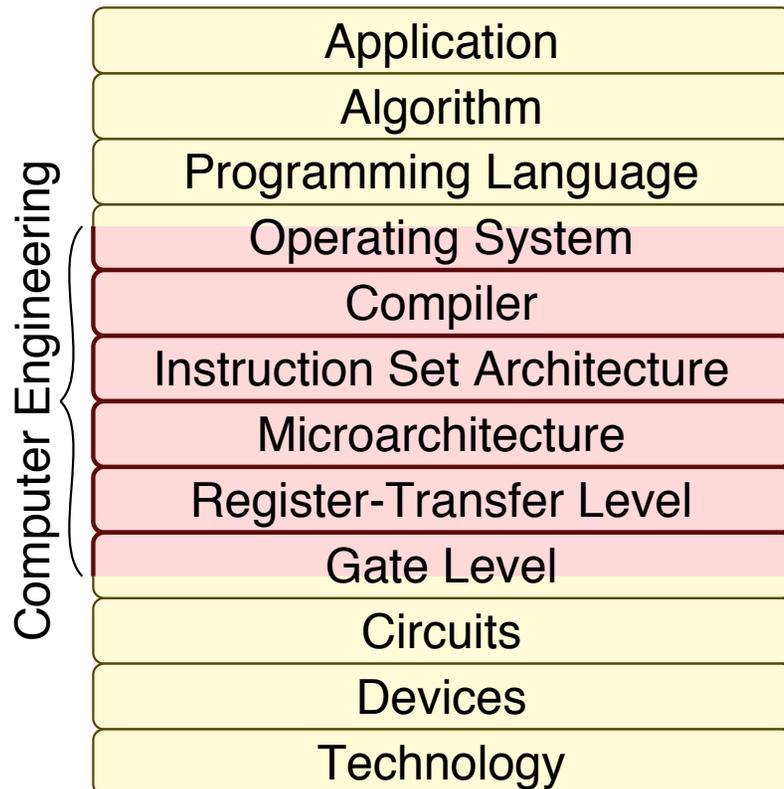 Application
Algorithm
Programming Language
Operating System
Compiler
Instruction Set Architecture
Microarchitecture
Register-Transfer Level
Gate Level
Circuits
Devices
Technology
Computer Engineering